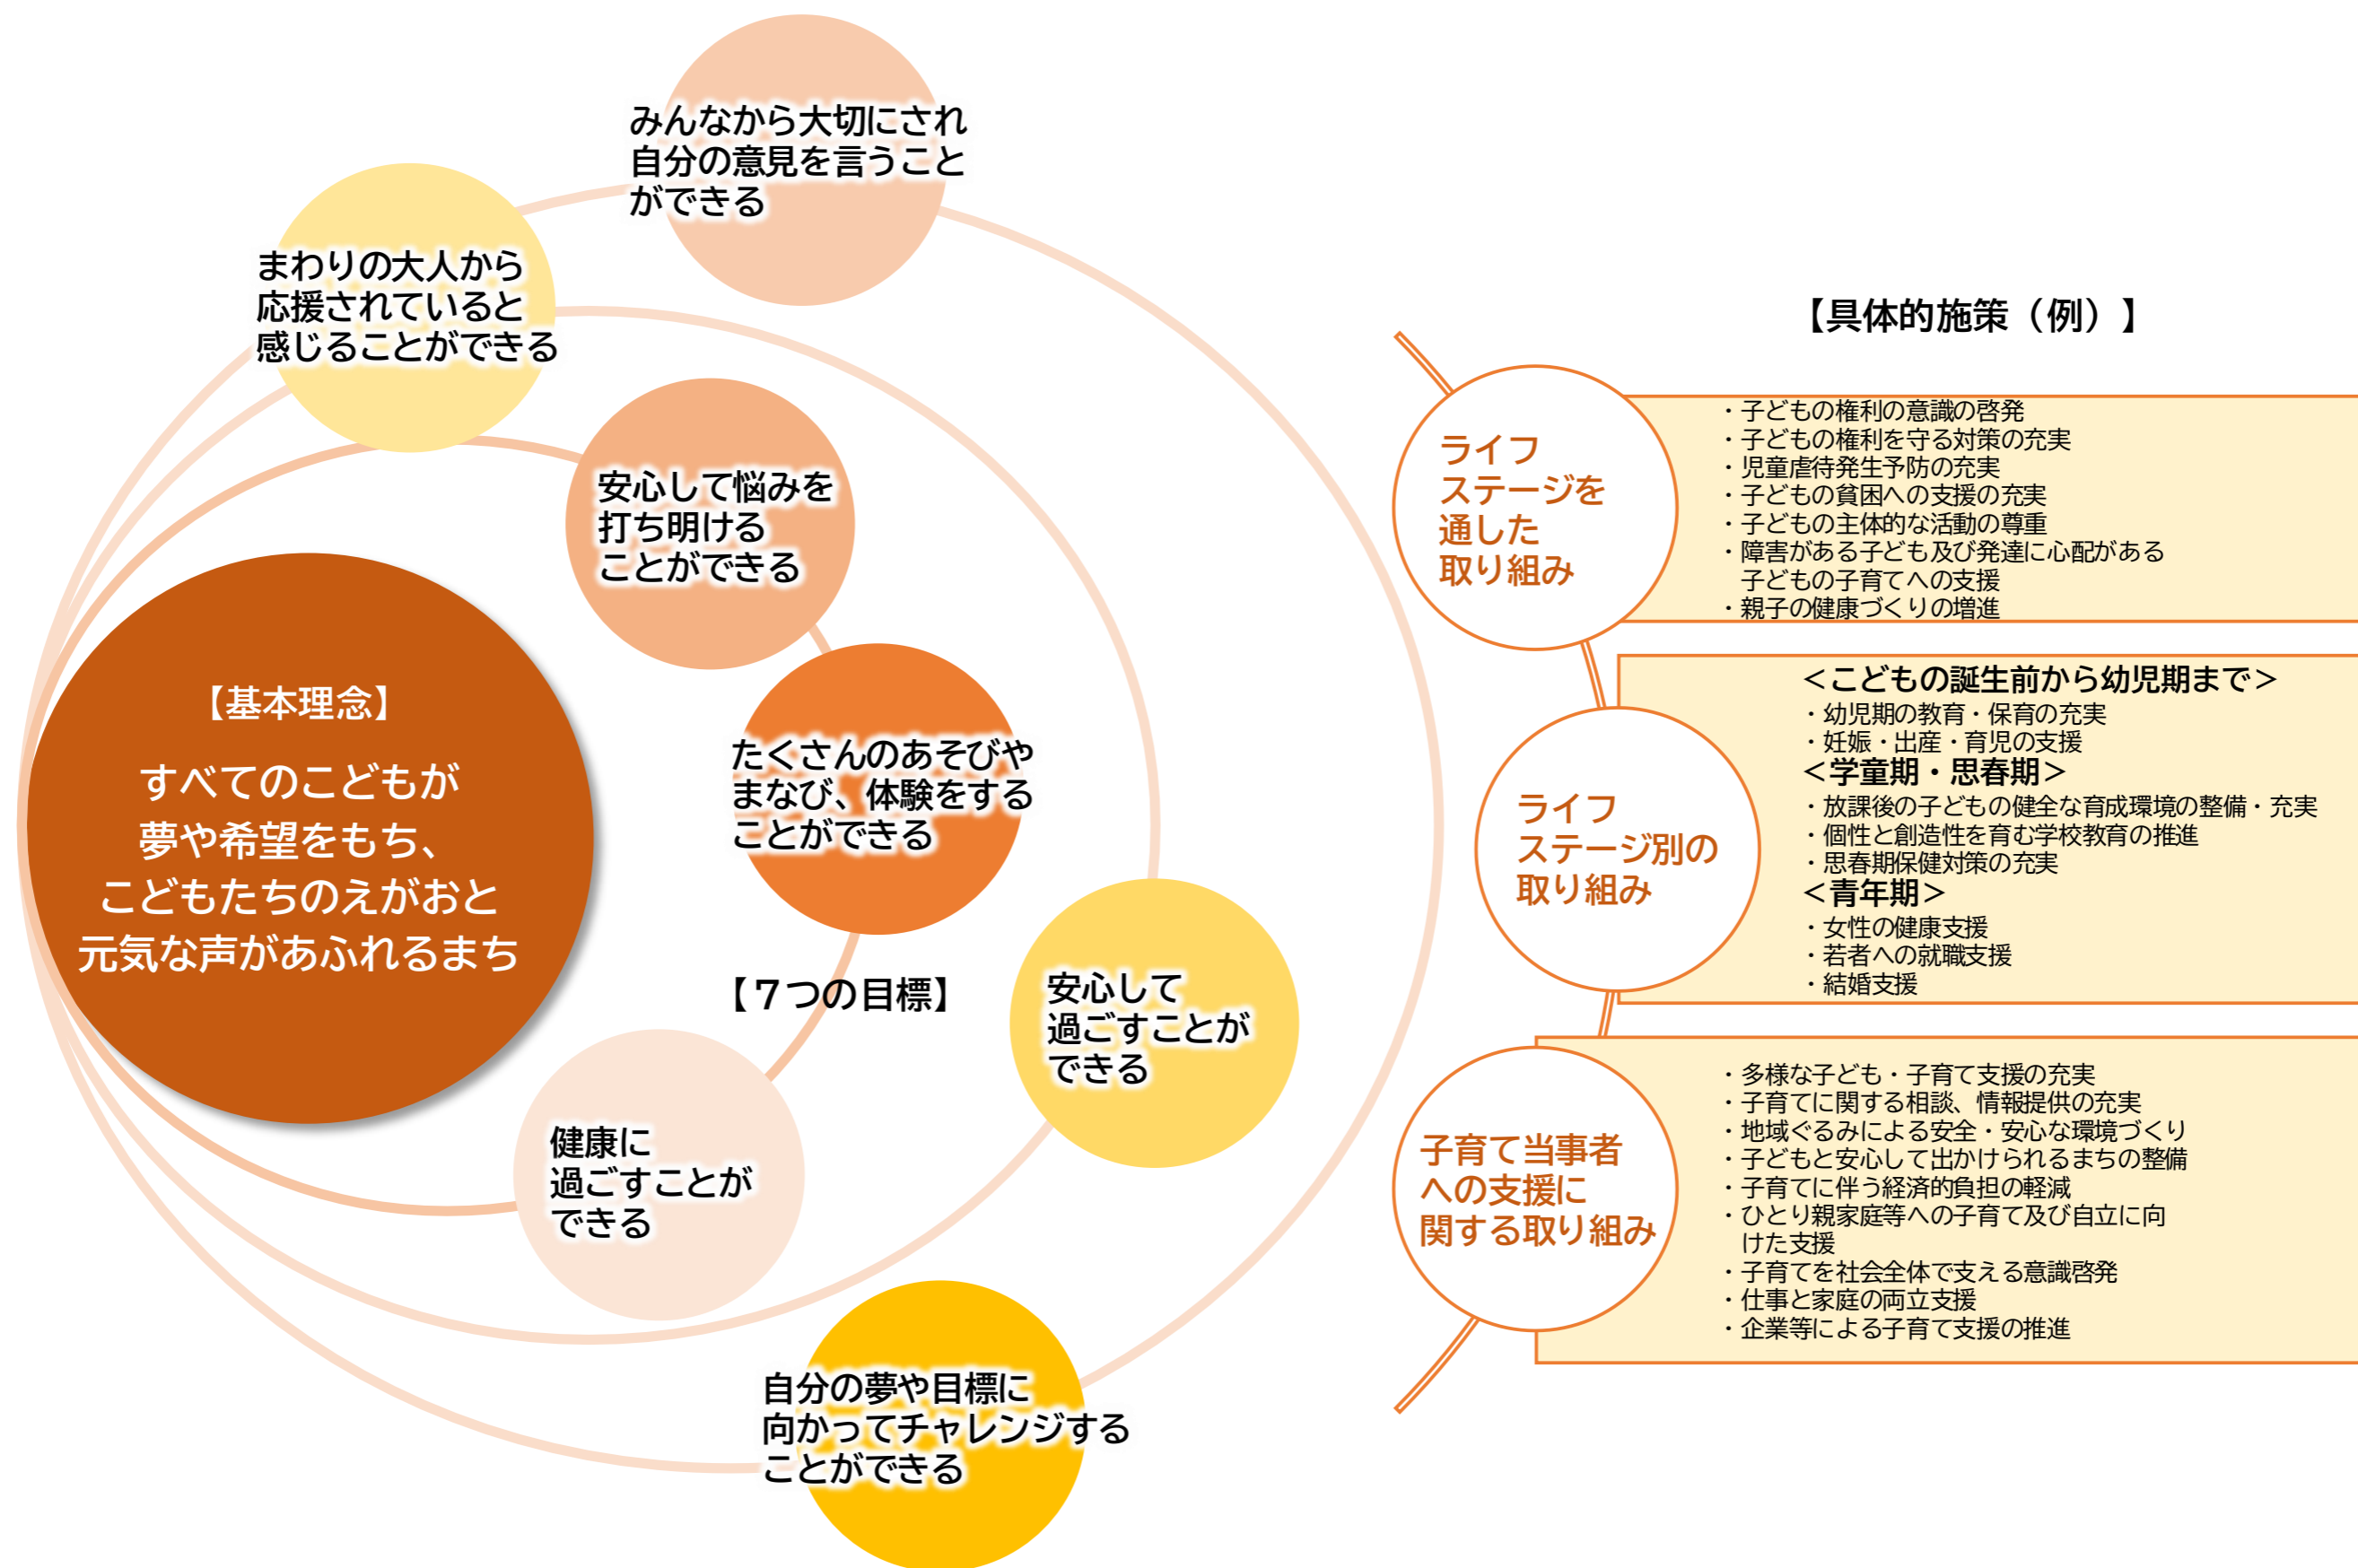 みんなから大切にされ
自分の意見を言うこと
ができる
まわりの大人から
応援されていると
感じることができる
安心して悩みを
打ち明ける
ことができる
たくさんのあそびや
まなび、体験をする
ことができる
【基本理念】
すべてのこどもが
夢や希望をもち、
こどもたちのえがおと
元気な声があふれるまち
【７つの目標】
安心して
過ごすことが
できる
健康に
過ごすことが
できる
自分の夢や目標に
向かってチャレンジする
ことができる
【具体的施策（例）】
ライフ
ステージを
通した
取り組み
・子どもの権利の意識の啓発
・子どもの権利を守る対策の充実
・児童虐待発生予防の充実
・子どもの貧困への支援の充実
・子どもの主体的な活動の尊重
・障害がある子ども及び発達に心配がある
子どもの子育てへの支援
・親子の健康づくりの増進
ライフ
ステージ別の
取り組み
＜こどもの誕生前から幼児期まで＞
・幼児期の教育・保育の充実
・妊娠・出産・育児の支援
＜学童期・思春期＞
・放課後の子どもの健全な育成環境の整備・充実
・個性と創造性を育む学校教育の推進
・思春期保健対策の充実
＜青年期＞
・女性の健康支援
・若者への就職支援
・結婚支援
子育て当事者
への支援に
関する取り組み
・多様な子ども・子育て支援の充実
・子育てに関する相談、情報提供の充実
・地域ぐるみによる安全・安心な環境づくり
・子どもと安心して出かけられるまちの整備
・子育てに伴う経済的負担の軽減
・ひとり親家庭等への子育て及び自立に向
けた支援
・子育てを社会全体で支える意識啓発
・仕事と家庭の両立支援
・企業等による子育て支援の推進